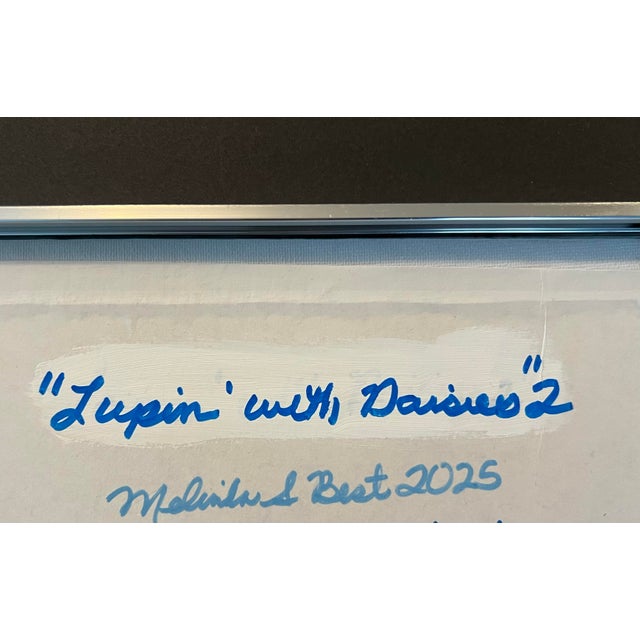 "Lupin' with Daisies" 2
Melinda S Best 2025